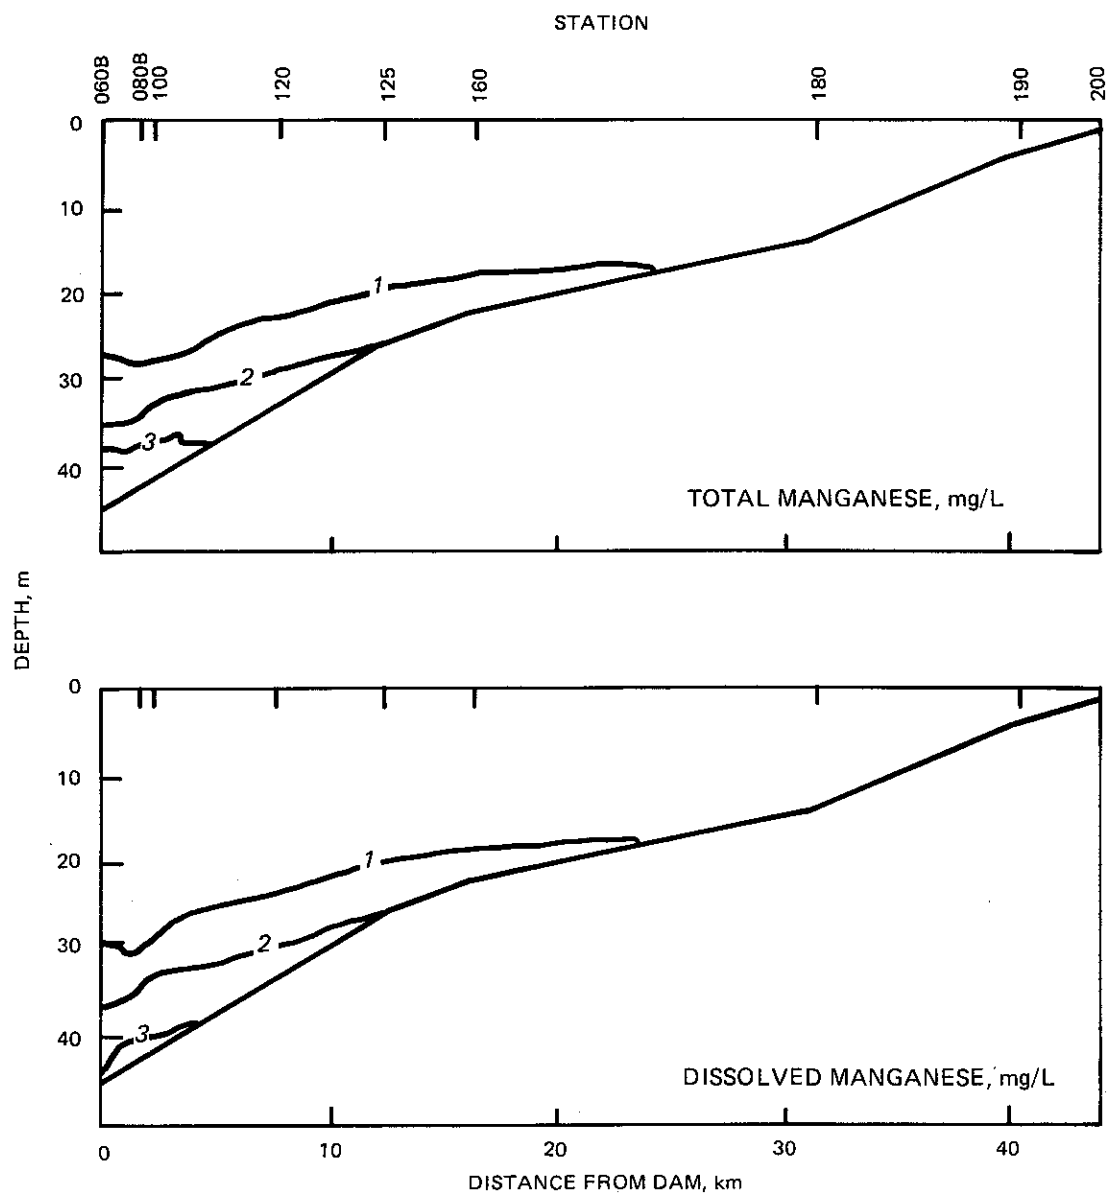 STATION
060B 080B 100 120 125 160 180 190 200
0
10
20
30
40
1
2
3
TOTAL MANGANESE, mg/L
DEPTH, m
0
10
20
30
40
1
2
3
DISSOLVED MANGANESE, mg/L
0 10 20 30 40
DISTANCE FROM DAM, km